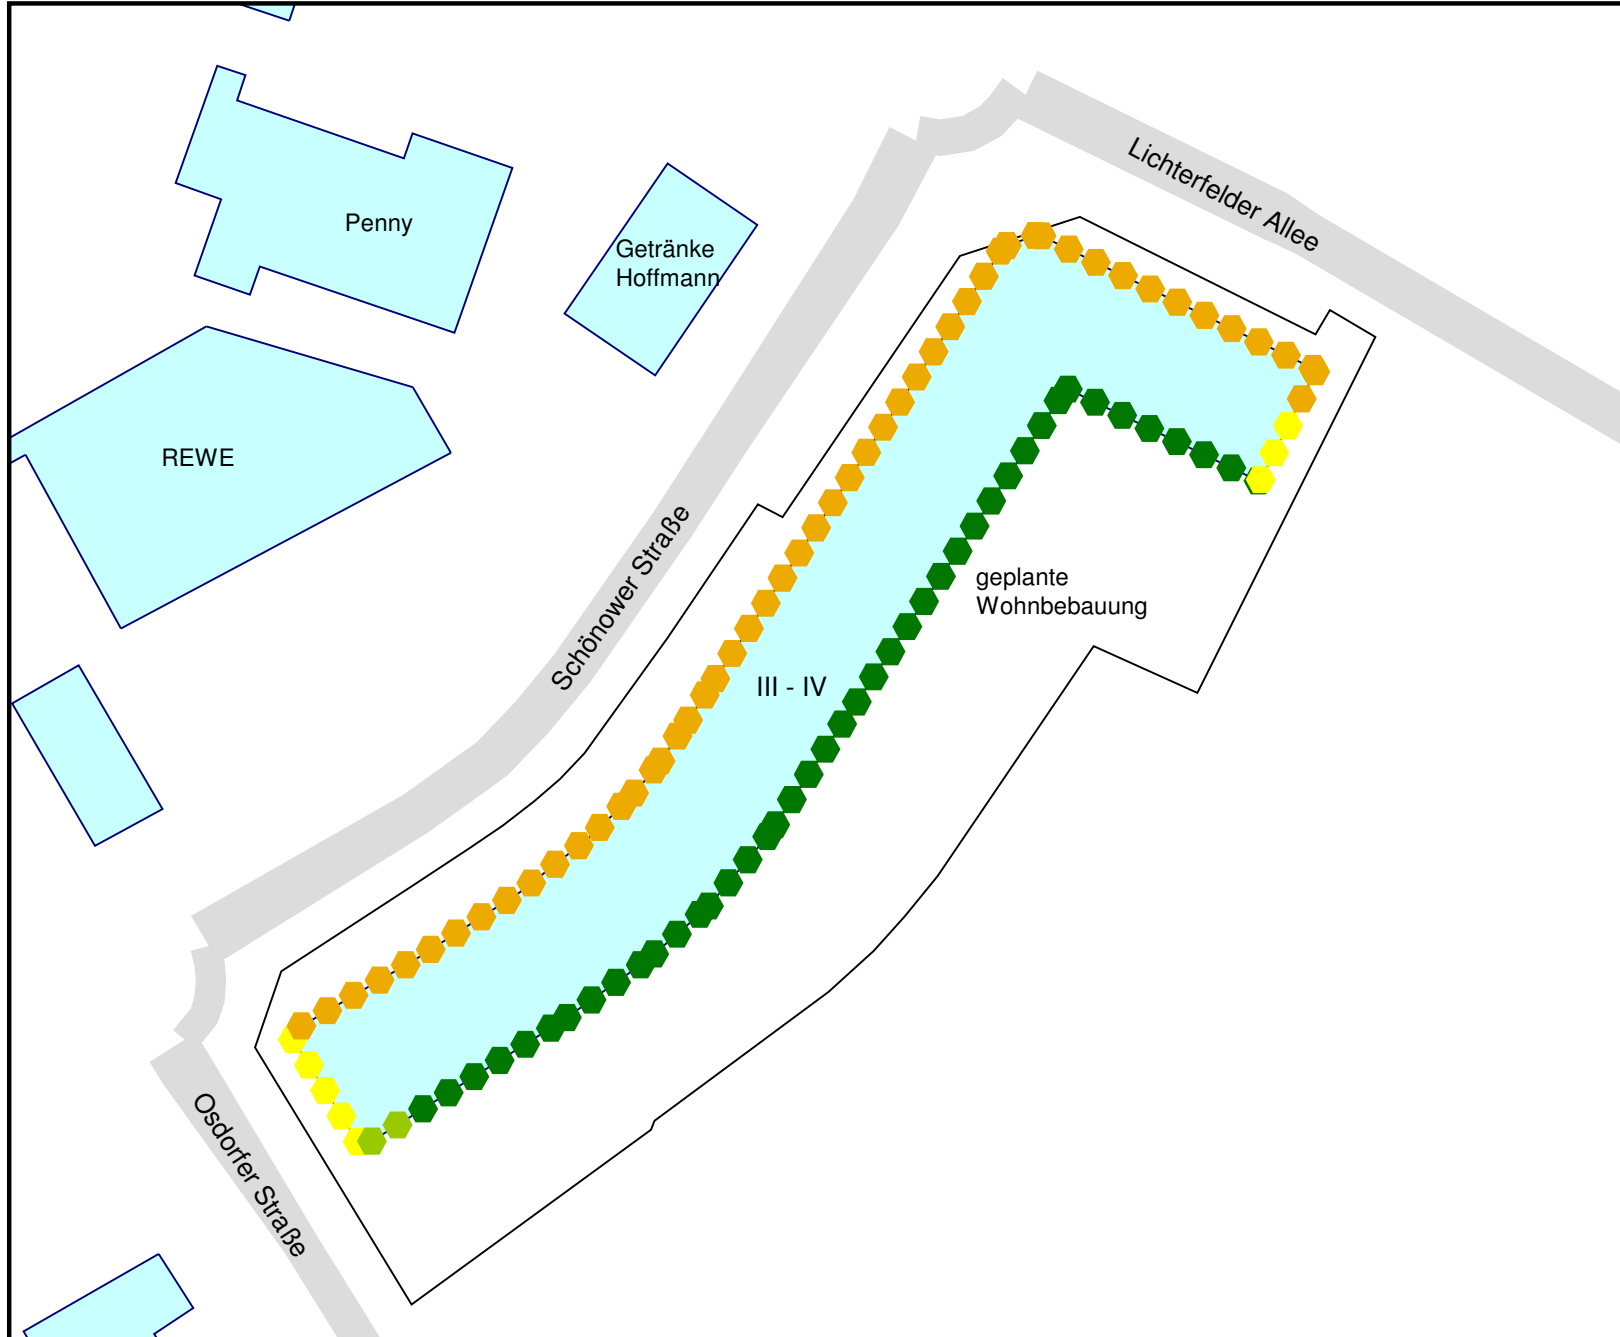 Lichterfelder Allee
Penny
Getränke
Hoffmann
REWE
Schönower Straße
geplante
Wohnbebauung
III - IV
Osdorfer Straße